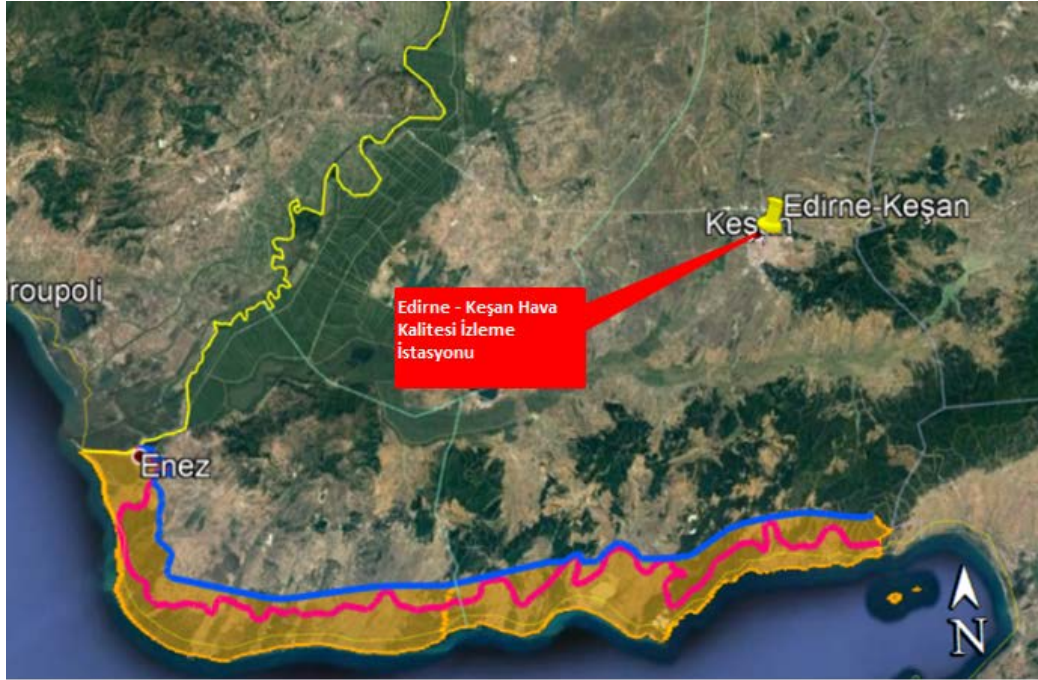 Edirne-Keşan
Keşan
roupoli
Edirne - Keşan Hava
Kalitesi İzleme
İstasyonu
Enez
N